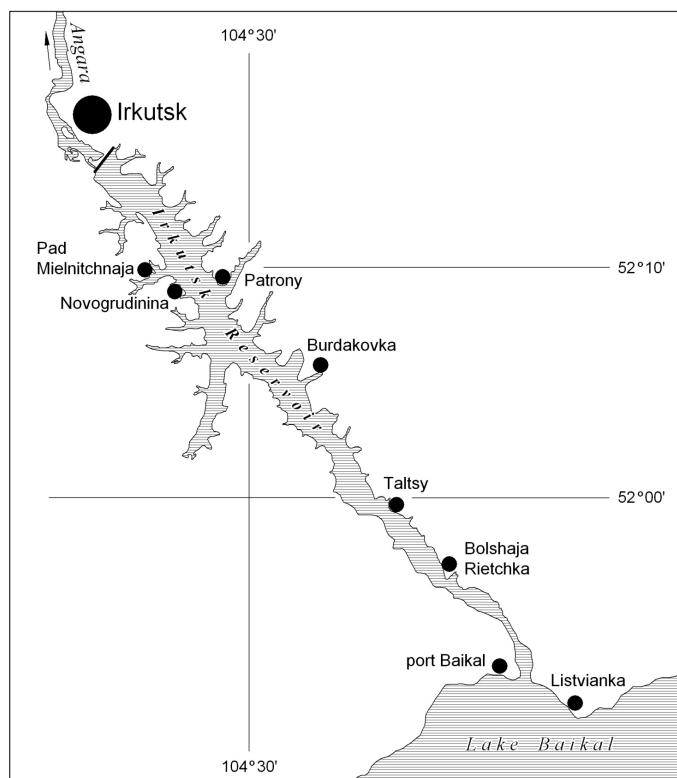 104°30'
Angara
Irkutsk
Irkutsk Reservoir
Pad
Mielnitchnaja
52°10'
Patrony
Novogrudinina
Burdakovka
Taltsy
52°00'
Bolshaja
Rietchka
port Baikal
Listvianka
Lake Baikal
104°30'